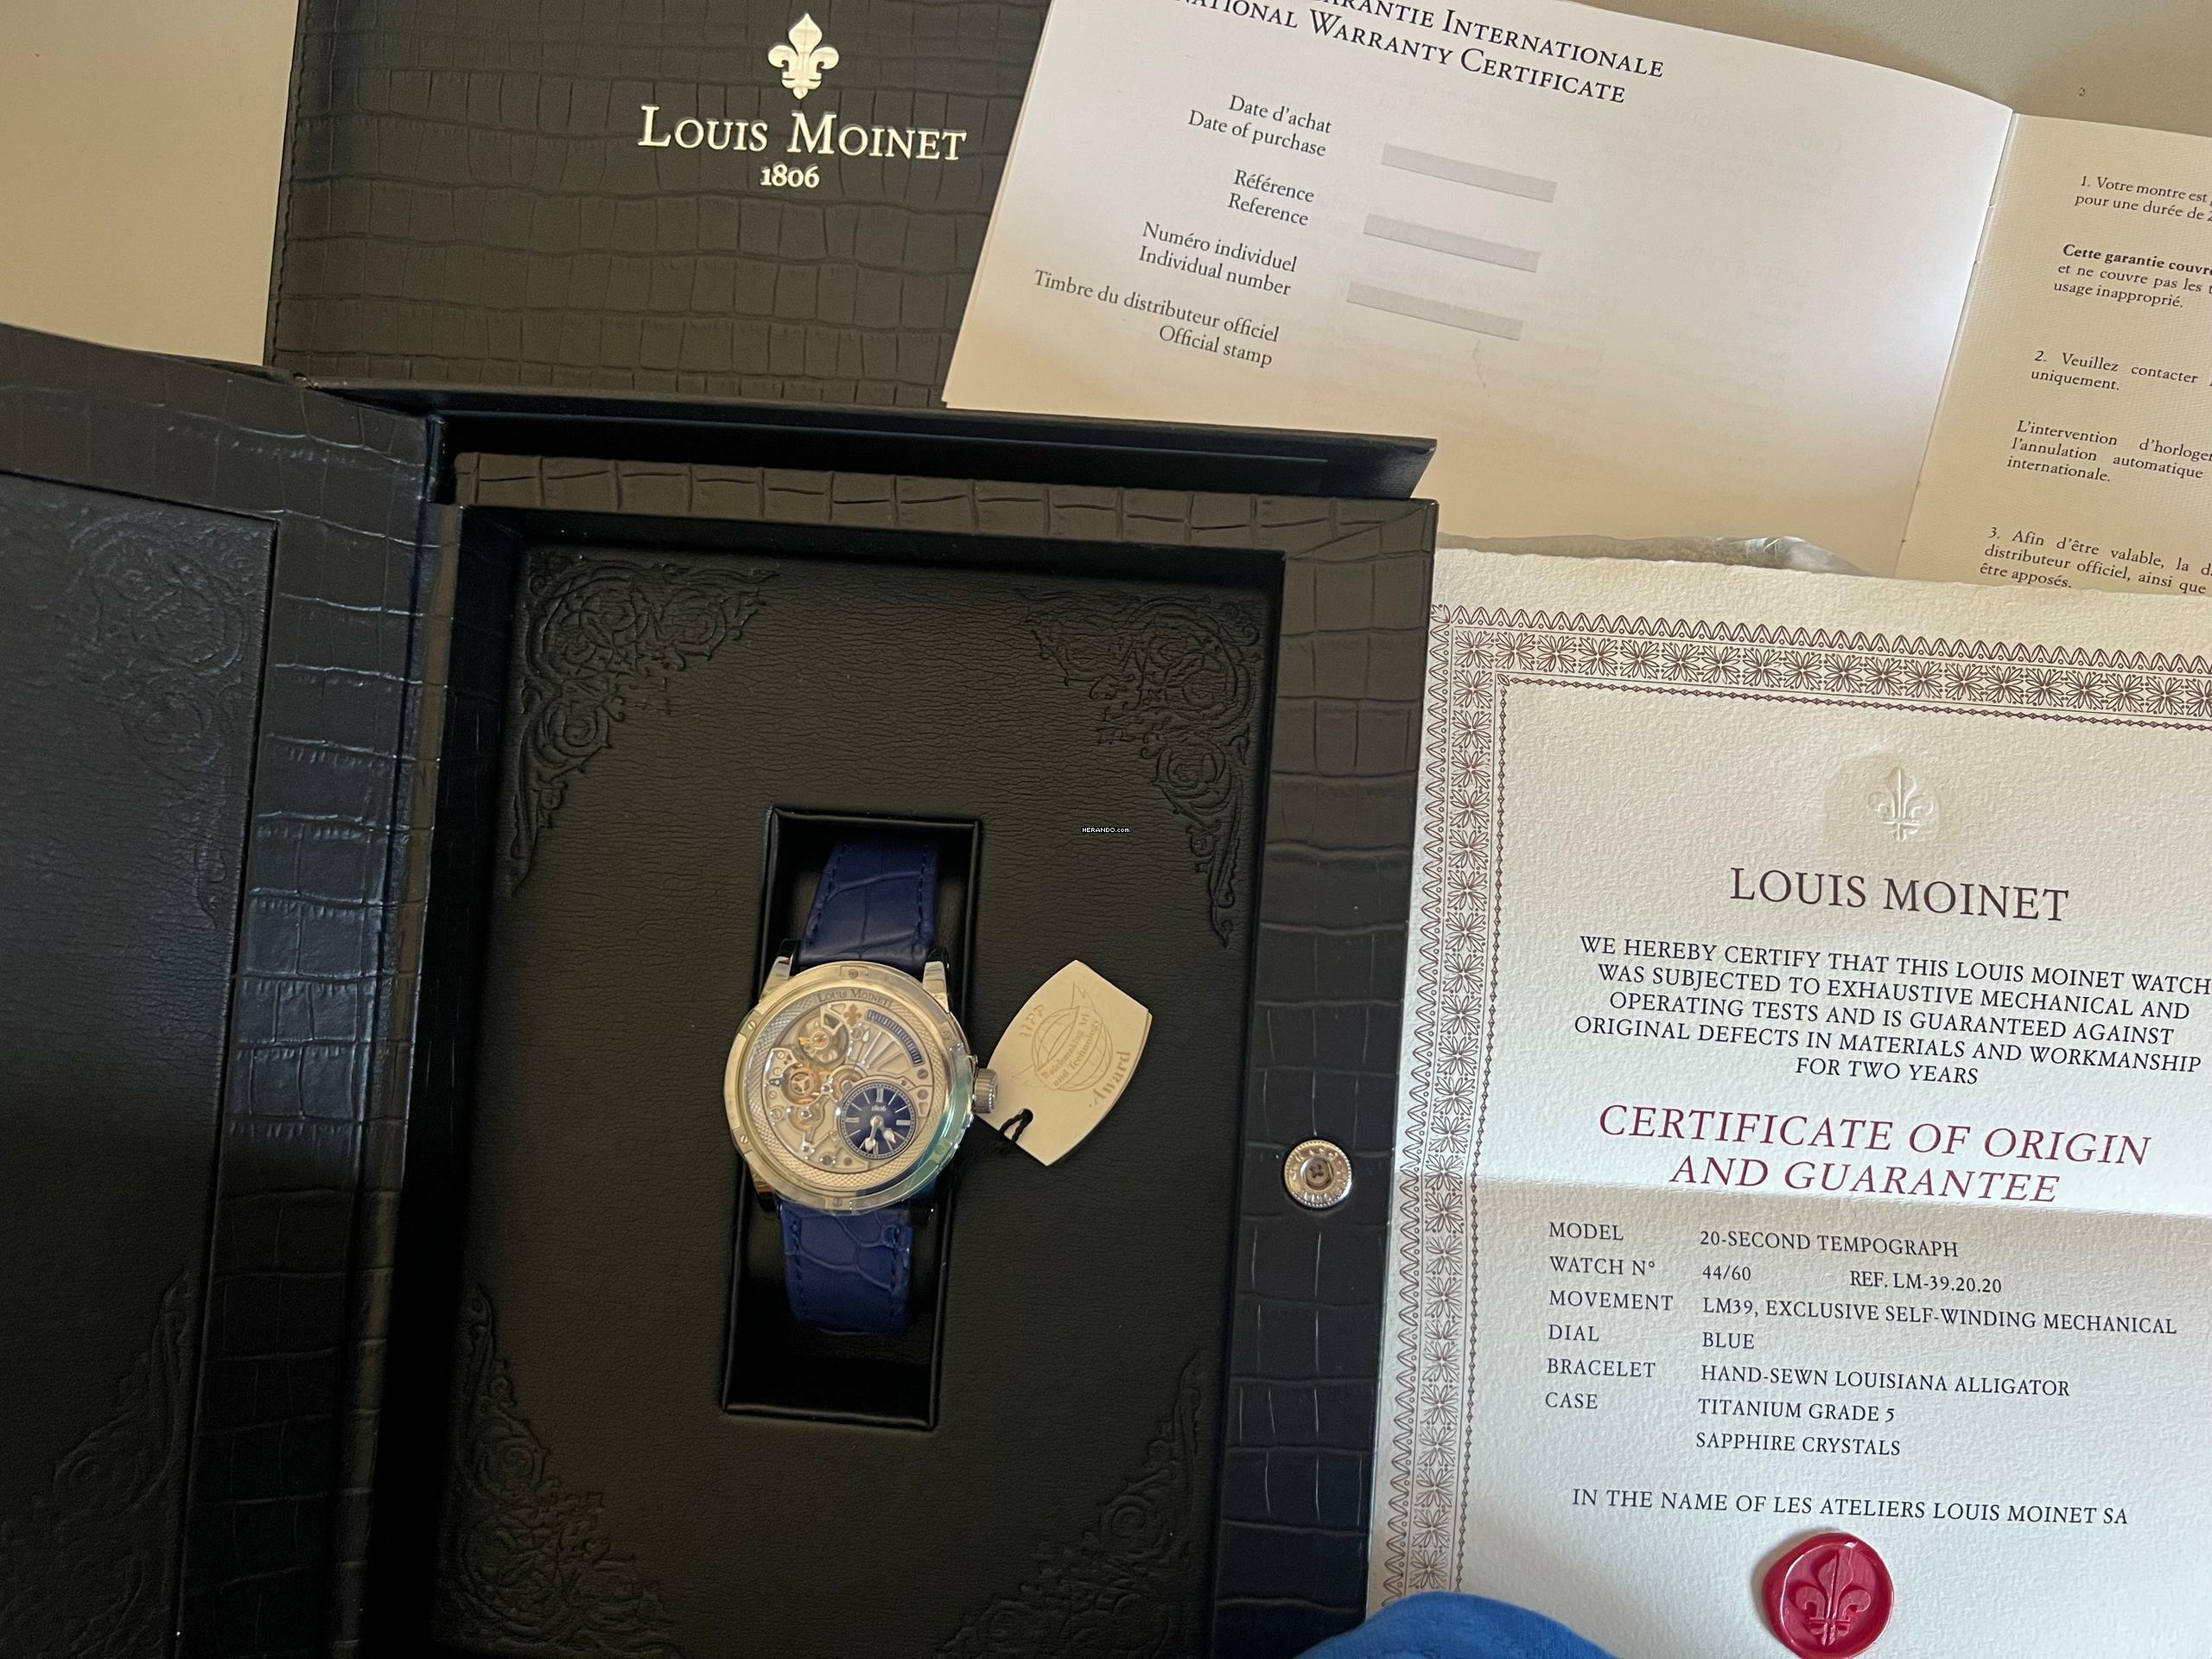 LOUIS MOINET
1806
GARANTIE INTERNATIONALE
WARRANTY CERTIFICATE
Date d'achat
Date of purchase
Référence
Reference
Numéro individuel
Individual number
Timbre du distributeur officiel
Official stamp
1. Votre montre est
pour une durée de
Cette garantie
et ne couvre pas les
usage inapproprié.
2. Veuillez contacter
uniquement.
L'intervention
l'annulation automatique
internationale.
3. Afin d'être valable, la
distributeur officiel, ainsi que
être apposés.
HERANDO.com
LOUIS MOINET
1806
Watchmaking Art
and Technology
Award
LOUIS MOINET
WE HEREBY CERTIFY THAT THIS LOUIS MOINET WATCH
WAS SUBJECTED TO EXHAUSTIVE MECHANICAL AND
OPERATING TESTS AND IS GUARANTEED AGAINST
ORIGINAL DEFECTS IN MATERIALS AND WORKMANSHIP
FOR TWO YEARS
CERTIFICATE OF ORIGIN
AND GUARANTEE
MODEL 20-SECOND TEMPOGRAPH
WATCH N° 44/60 REF. LM-39.20.20
MOVEMENT LM39, EXCLUSIVE SELF-WINDING MECHANICAL
DIAL BLUE
BRACELET HAND-SEWN LOUISIANA ALLIGATOR
CASE TITANIUM GRADE 5
SAPPHIRE CRYSTALS
IN THE NAME OF LES ATELIERS LOUIS MOINET SA